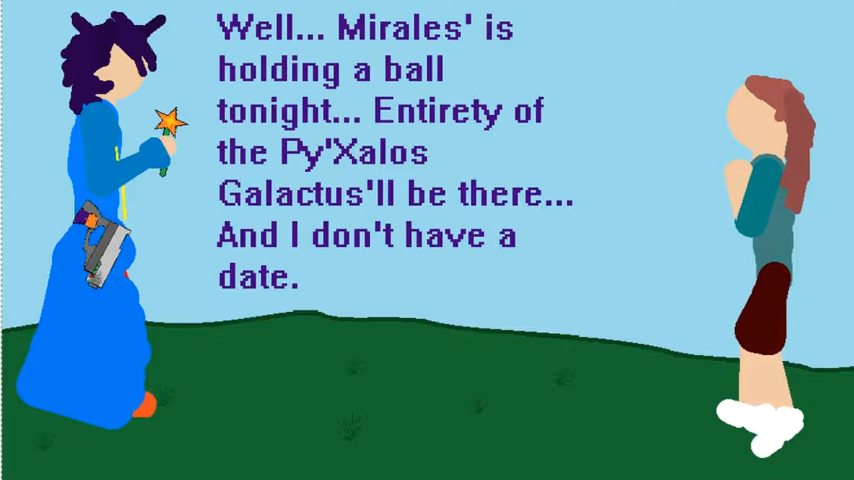 Well... Mirales' is
holding a ball
tonight... Entirety of
the Py'Xalos
Galactus'll be there...
And I don't have a
date.